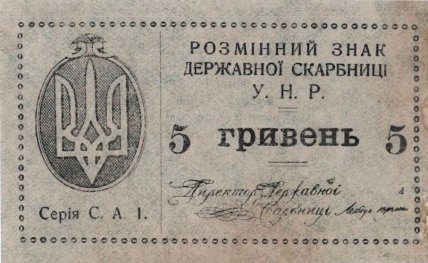 РОЗМІННИЙ ЗНАК
ДЕРЖАВНОЇ СКАРБНИЦІ
У. Н. Р.
5 гривень 5
Директор Державної
Скарбниці
Серія С. А. І.